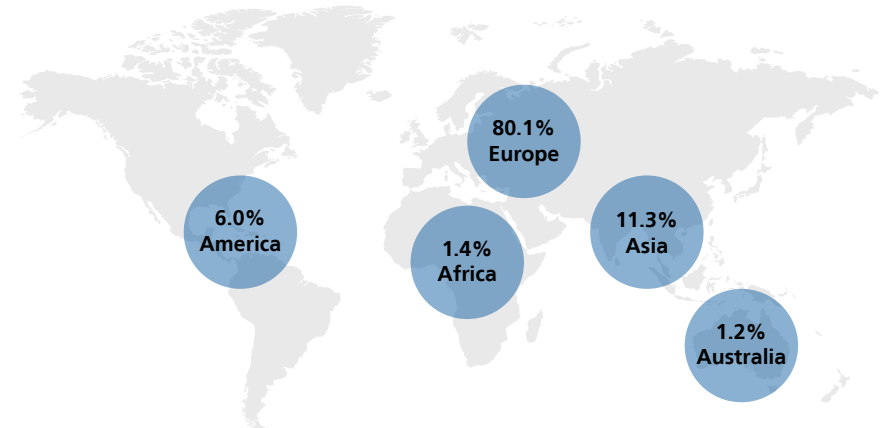 80.1%
Europe
6.0%
America
11.3%
Asia
1.4%
Africa
1.2%
Australia